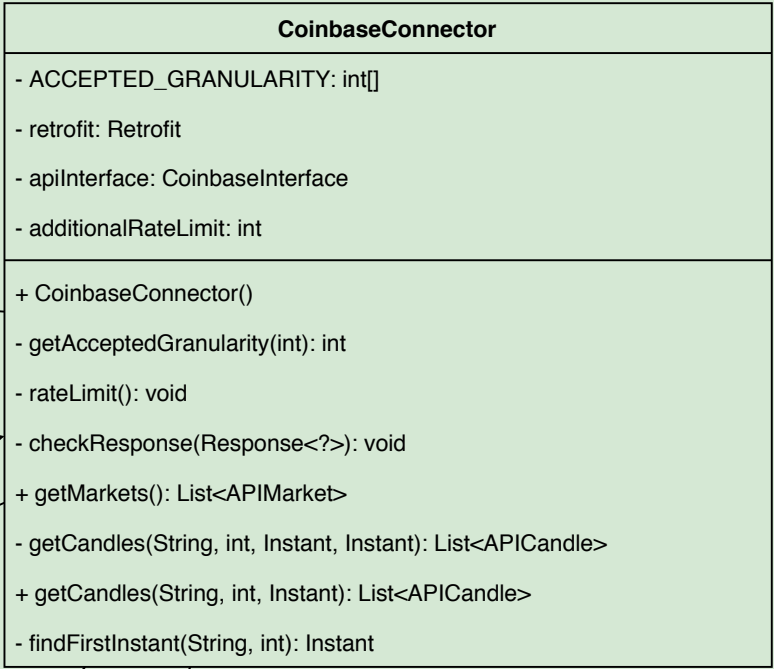 CoinbaseConnector
- ACCEPTED_GRANULARITY: int[]
- retrofit: Retrofit
- apiInterface: CoinbaseInterface
- additionalRateLimit: int
+ CoinbaseConnector()
- getAcceptedGranularity(int): int
- rateLimit(): void
- checkResponse(Response<?>): void
+ getMarkets(): List<APIMarket>
- getCandles(String, int, Instant, Instant): List<APICandle>
+ getCandles(String, int, Instant): List<APICandle>
- findFirstInstant(String, int): Instant